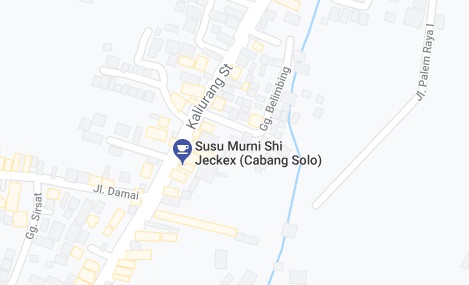 Jl. Palem Raya I
Kaliurang St
Gg. Belimbing
Susu Murni Shi
Jeckex (Cabang Solo)
Jl. Damai
Gg. Sirsat